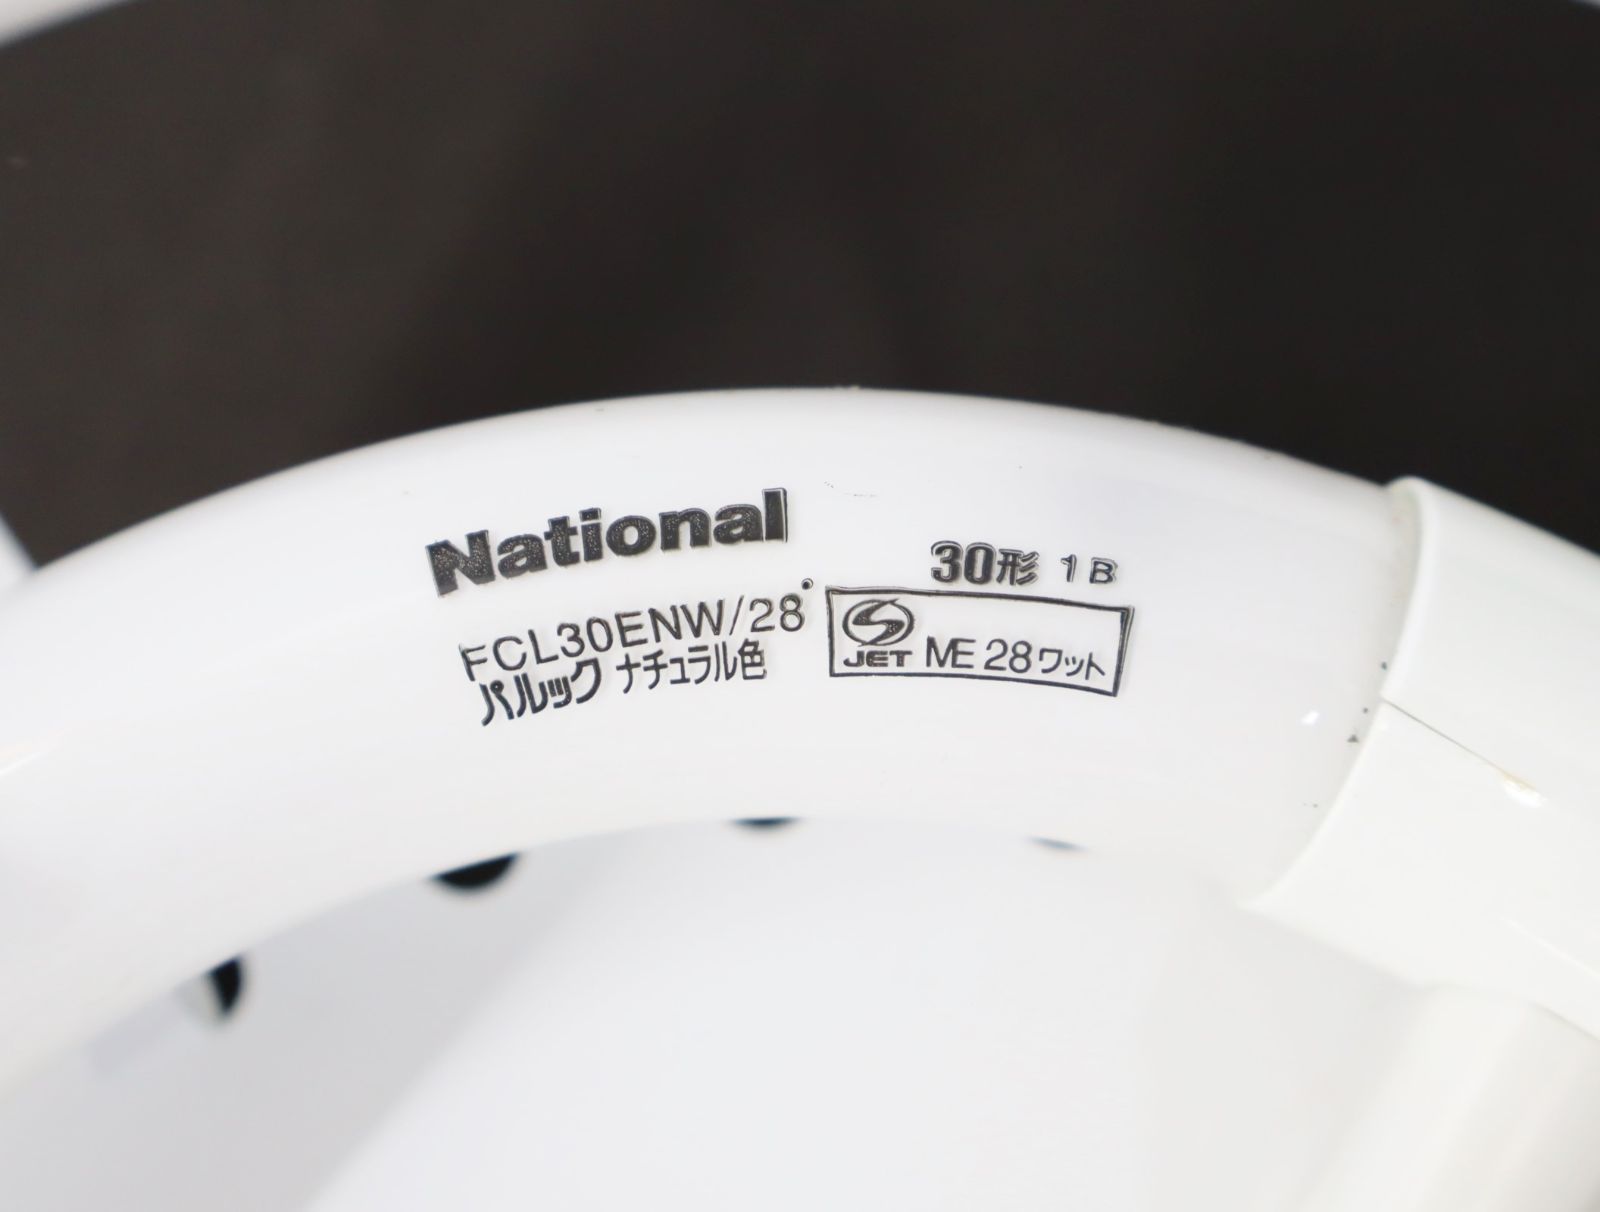 National
FCL30ENW/28
パルック ナチュラル色
30形 1B
JET ME 28ワット